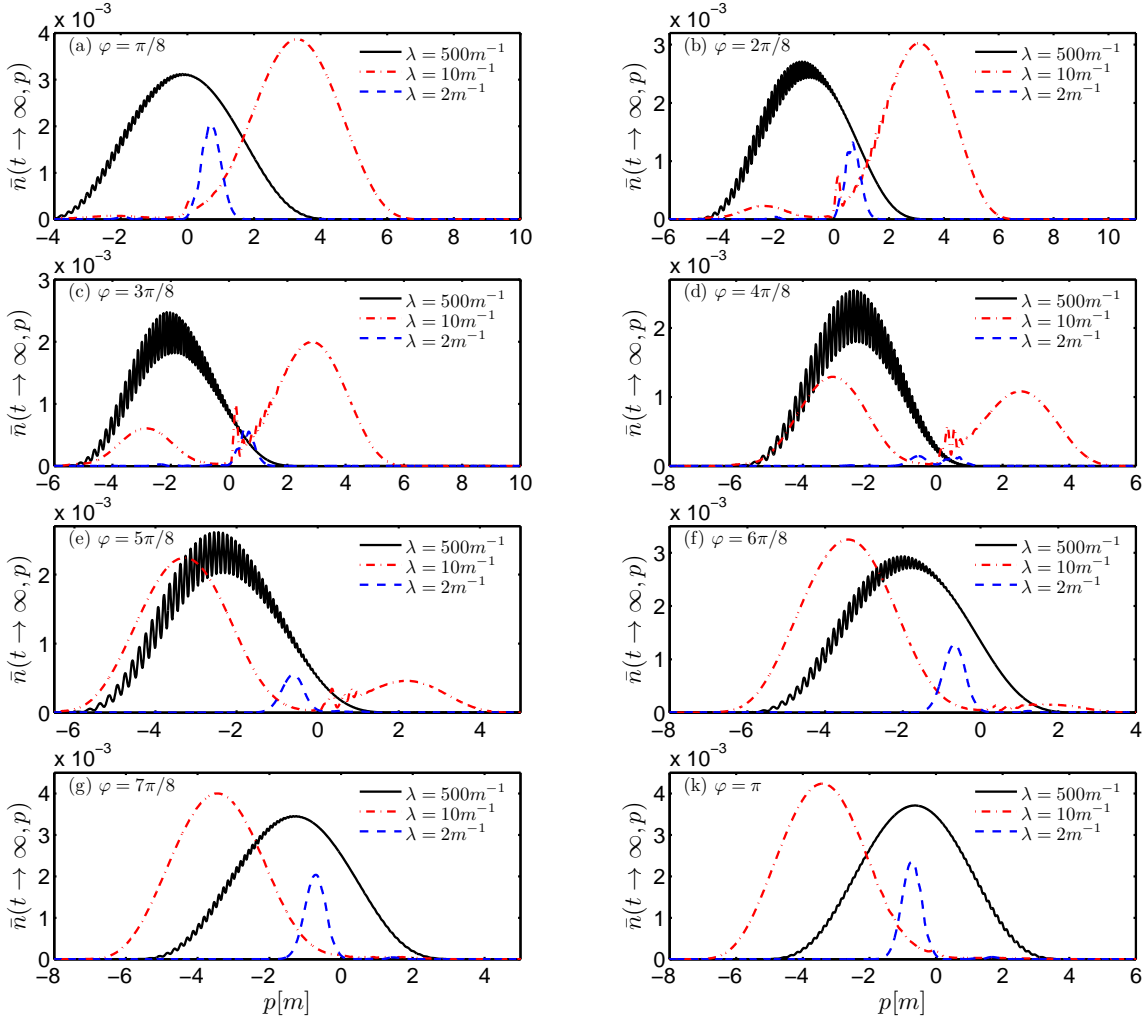 x 10⁻³
(a) φ = π/8
λ = 500m⁻¹
λ = 10m⁻¹
λ = 2m⁻¹
n̄(t → ∞, p)
4
3
2
1
0
−4 −2 0 2 4 6 8 10
x 10⁻³
(b) φ = 2π/8
λ = 500m⁻¹
λ = 10m⁻¹
λ = 2m⁻¹
n̄(t → ∞, p)
3
2
1
0
−6 −4 −2 0 2 4 6 8 10
x 10⁻³
(c) φ = 3π/8
λ = 500m⁻¹
λ = 10m⁻¹
λ = 2m⁻¹
n̄(t → ∞, p)
3
2
1
0
−6 −4 −2 0 2 4 6 8 10
x 10⁻³
(d) φ = 4π/8
λ = 500m⁻¹
λ = 10m⁻¹
λ = 2m⁻¹
n̄(t → ∞, p)
2
1
0
−8 −6 −4 −2 0 2 4 6
x 10⁻³
(e) φ = 5π/8
λ = 500m⁻¹
λ = 10m⁻¹
λ = 2m⁻¹
n̄(t → ∞, p)
2
1
0
−6 −4 −2 0 2 4
x 10⁻³
(f) φ = 6π/8
λ = 500m⁻¹
λ = 10m⁻¹
λ = 2m⁻¹
n̄(t → ∞, p)
3
2
1
0
−8 −6 −4 −2 0 2 4
x 10⁻³
(g) φ = 7π/8
λ = 500m⁻¹
λ = 10m⁻¹
λ = 2m⁻¹
n̄(t → ∞, p)
4
3
2
1
0
−8 −6 −4 −2 0 2 4
p[m]
x 10⁻³
(k) φ = π
λ = 500m⁻¹
λ = 10m⁻¹
λ = 2m⁻¹
n̄(t → ∞, p)
4
3
2
1
0
−8 −6 −4 −2 0 2 4 6
p[m]